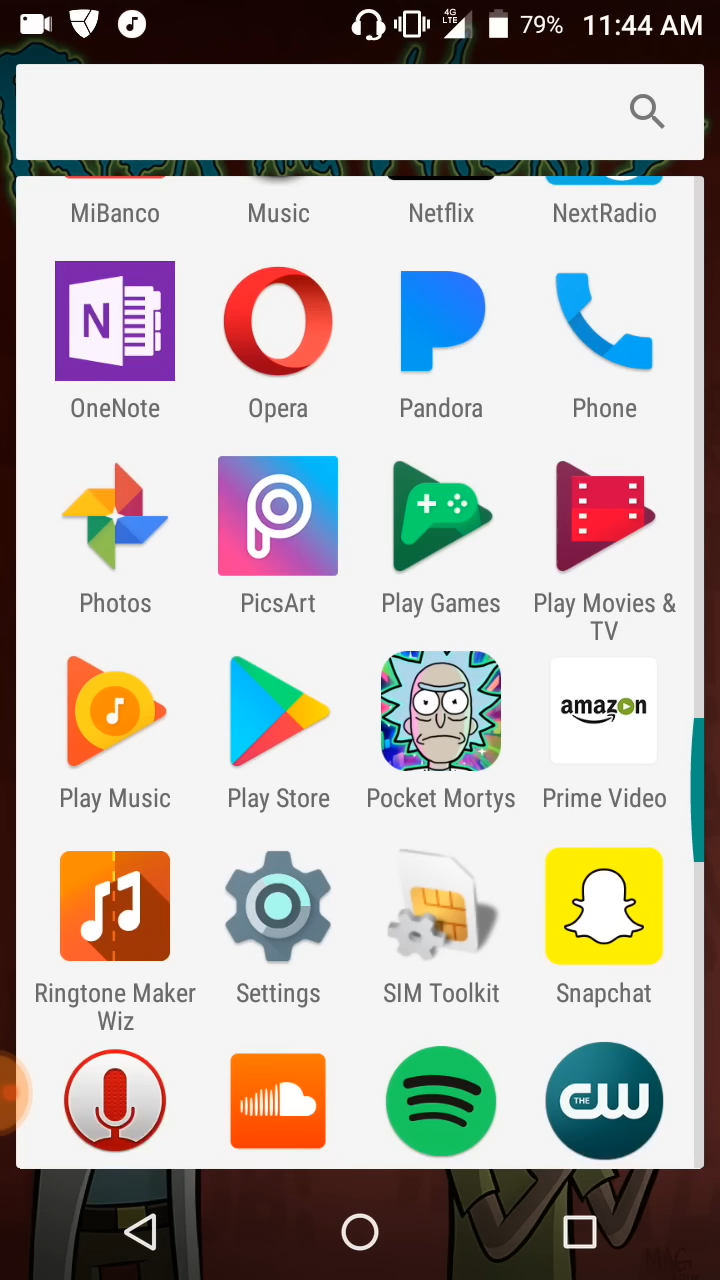 4G
LTE
79%
11:44 AM
MiBanco
Music
Netflix
NextRadio
N
OneNote
Opera
Pandora
Phone
Photos
PicsArt
Play Games
Play Movies &
TV
amazon
Play Music
Play Store
Pocket Mortys
Prime Video
Ringtone Maker
Wiz
Settings
SIM Toolkit
Snapchat
THE CW
MAG